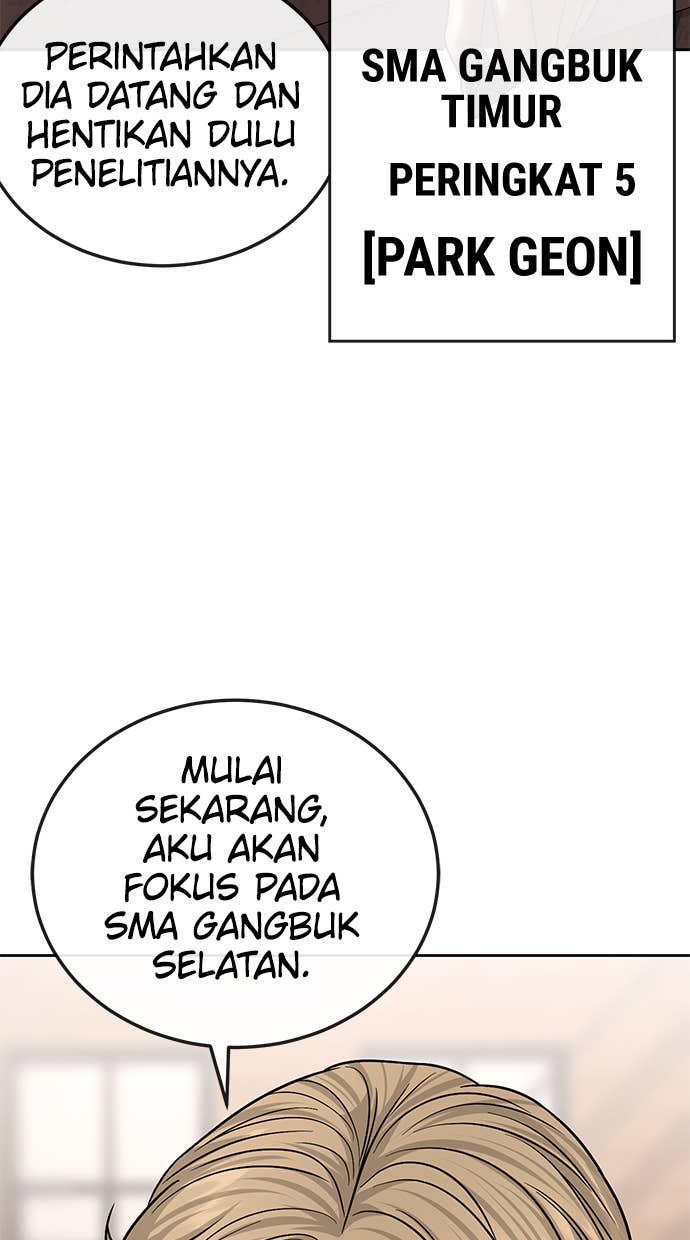 PERINTAHKAN
DIA DATANG DAN
HENTIKAN DULU
PENELITIANNYA.
SMA GANGBUK
TIMUR
PERINGKAT 5
[PARK GEON]
MULAI
SEKARANG,
AKU AKAN
FOKUS PADA
SMA GANGBUK
SELATAN.